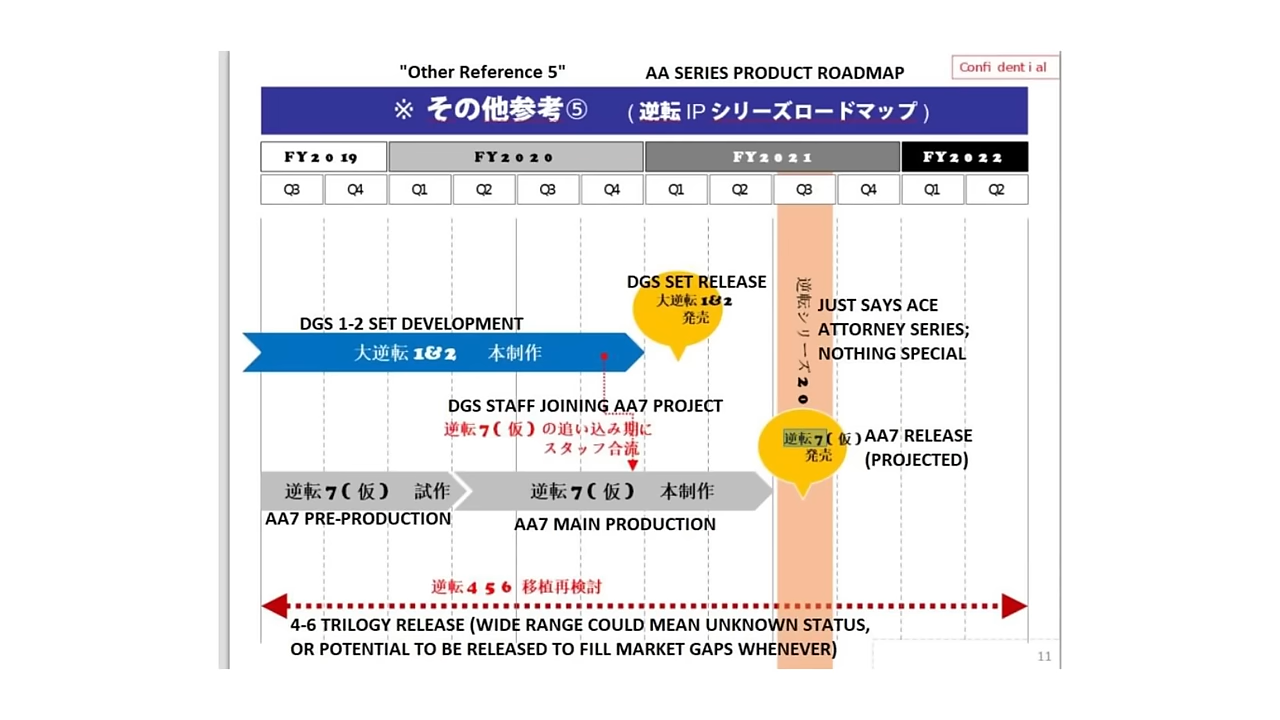 "Other Reference 5" AA SERIES PRODUCT ROADMAP
Confidential
※ その他参考⑤ (逆転IPシリーズロードマップ)
FY2019 FY2020 FY2021 FY2022
Q3 Q4 Q1 Q2 Q3 Q4 Q1 Q2 Q3 Q4 Q1 Q2
DGS SET RELEASE
大逆転1&2
発売
逆転シリーズ20
JUST SAYS ACE
ATTORNEY SERIES;
NOTHING SPECIAL
DGS 1-2 SET DEVELOPMENT
大逆転1&2 本制作
DGS STAFF JOINING AA7 PROJECT
逆転7(仮)の追い込み期に
スタッフ合流
逆転7(仮)
発売
AA7 RELEASE
(PROJECTED)
逆転7(仮) 試作
逆転7(仮) 本制作
AA7 PRE-PRODUCTION
AA7 MAIN PRODUCTION
逆転456 移植再検討
4-6 TRILOGY RELEASE (WIDE RANGE COULD MEAN UNKNOWN STATUS,
OR POTENTIAL TO BE RELEASED TO FILL MARKET GAPS WHENEVER)
11